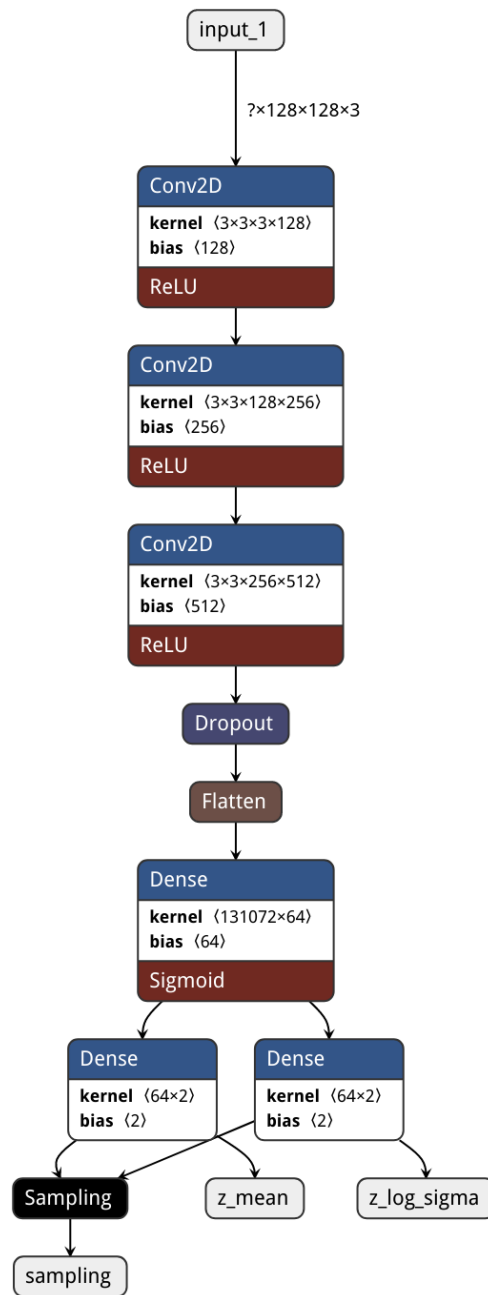 input_1
?×128×128×3
Conv2D
kernel ⟨3×3×3×128⟩
bias ⟨128⟩
ReLU
Conv2D
kernel ⟨3×3×128×256⟩
bias ⟨256⟩
ReLU
Conv2D
kernel ⟨3×3×256×512⟩
bias ⟨512⟩
ReLU
Dropout
Flatten
Dense
kernel ⟨131072×64⟩
bias ⟨64⟩
Sigmoid
Dense
kernel ⟨64×2⟩
bias ⟨2⟩
Dense
kernel ⟨64×2⟩
bias ⟨2⟩
Sampling
z_mean
z_log_sigma
sampling